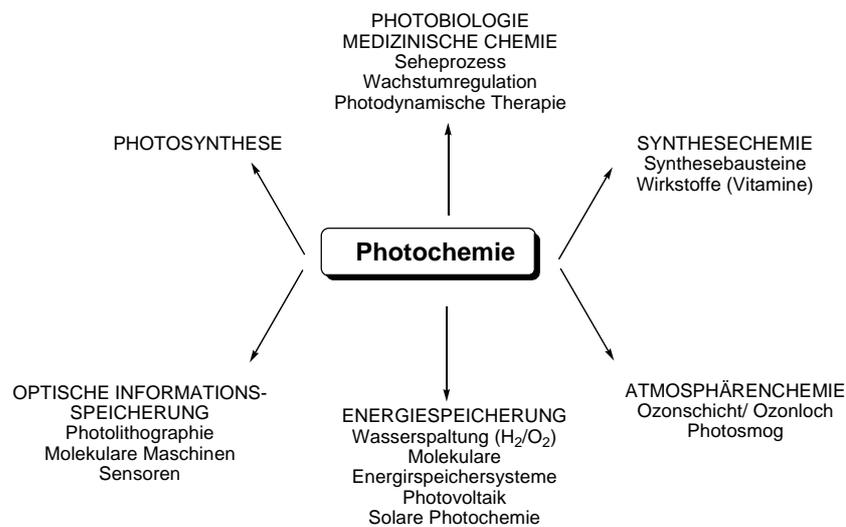 PHOTOBIOLOGIE
MEDIZINISCHE CHEMIE
Seheprozess
Wachstumregulation
Photodynamische Therapie
PHOTOSYNTHESE
SYNTHESECHEMIE
Synthesebausteine
Wirkstoffe (Vitamine)
Photochemie
OPTISCHE INFORMATIONS-
SPEICHERUNG
Photolithographie
Molekulare Maschinen
Sensoren
ENERGIESPEICHERUNG
Wasserspaltung (H₂/O₂)
Molekulare
Energirspeichersysteme
Photovoltaik
Solare Photochemie
ATMOSPHÄRENCHEMIE
Ozonschicht/ Ozonloch
Photosmog